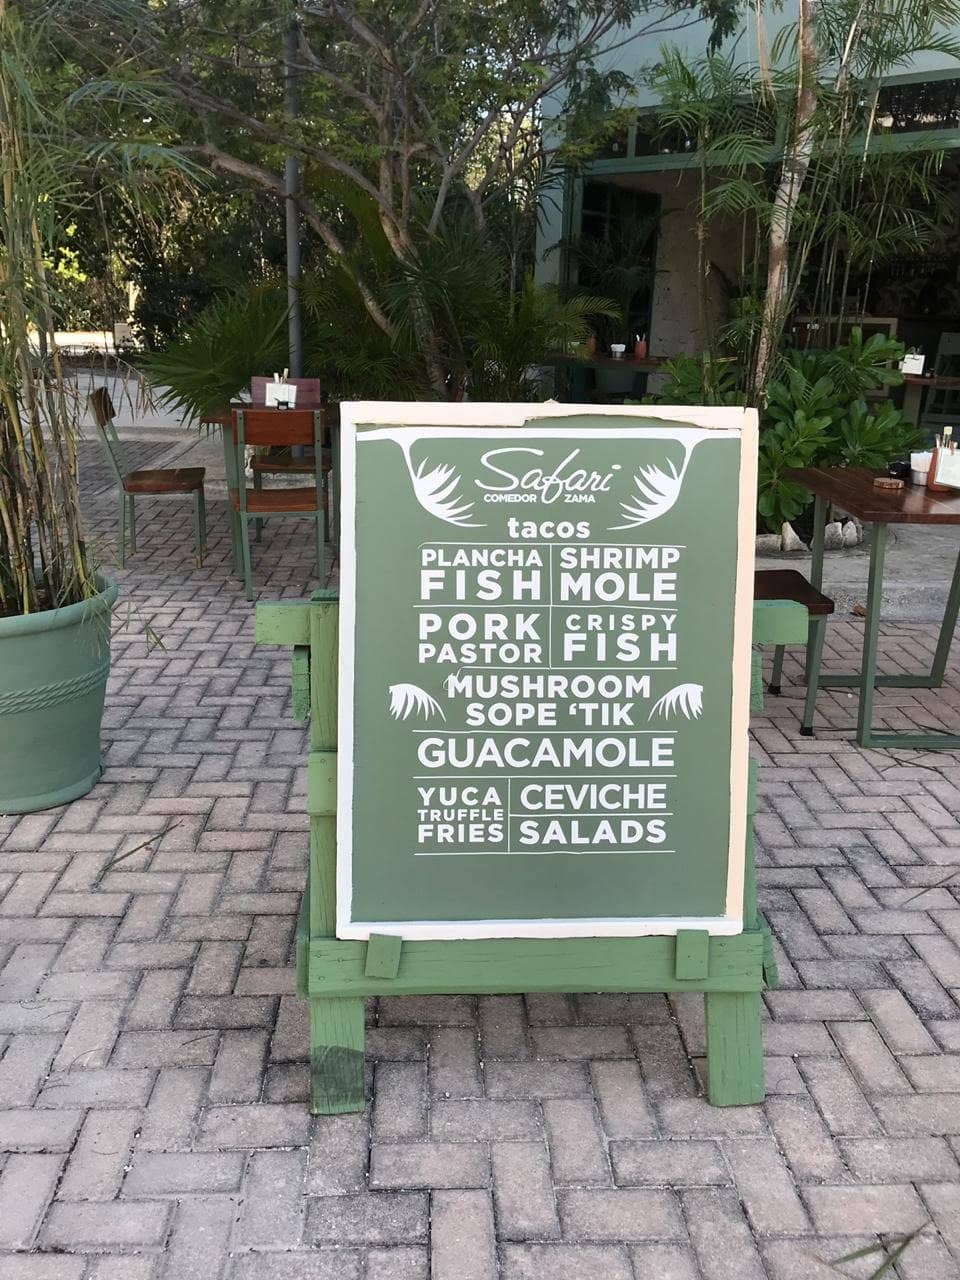 Safari
COMEDOR ZAMA
tacos
PLANCHA
FISH
SHRIMP
MOLE
PORK
PASTOR
CRISPY
FISH
MUSHROOM
SOPE ‘TIK
GUACAMOLE
YUCA
TRUFFLE
FRIES
CEVICHE
SALADS